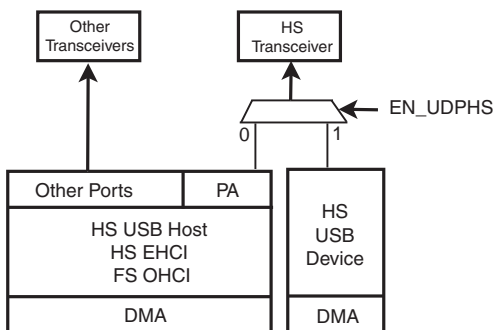 Other
Transceivers
HS
Transceiver
EN_UDPHS
0
1
Other Ports
PA
HS USB Host
HS EHCI
FS OHCI
DMA
HS
USB
Device
DMA